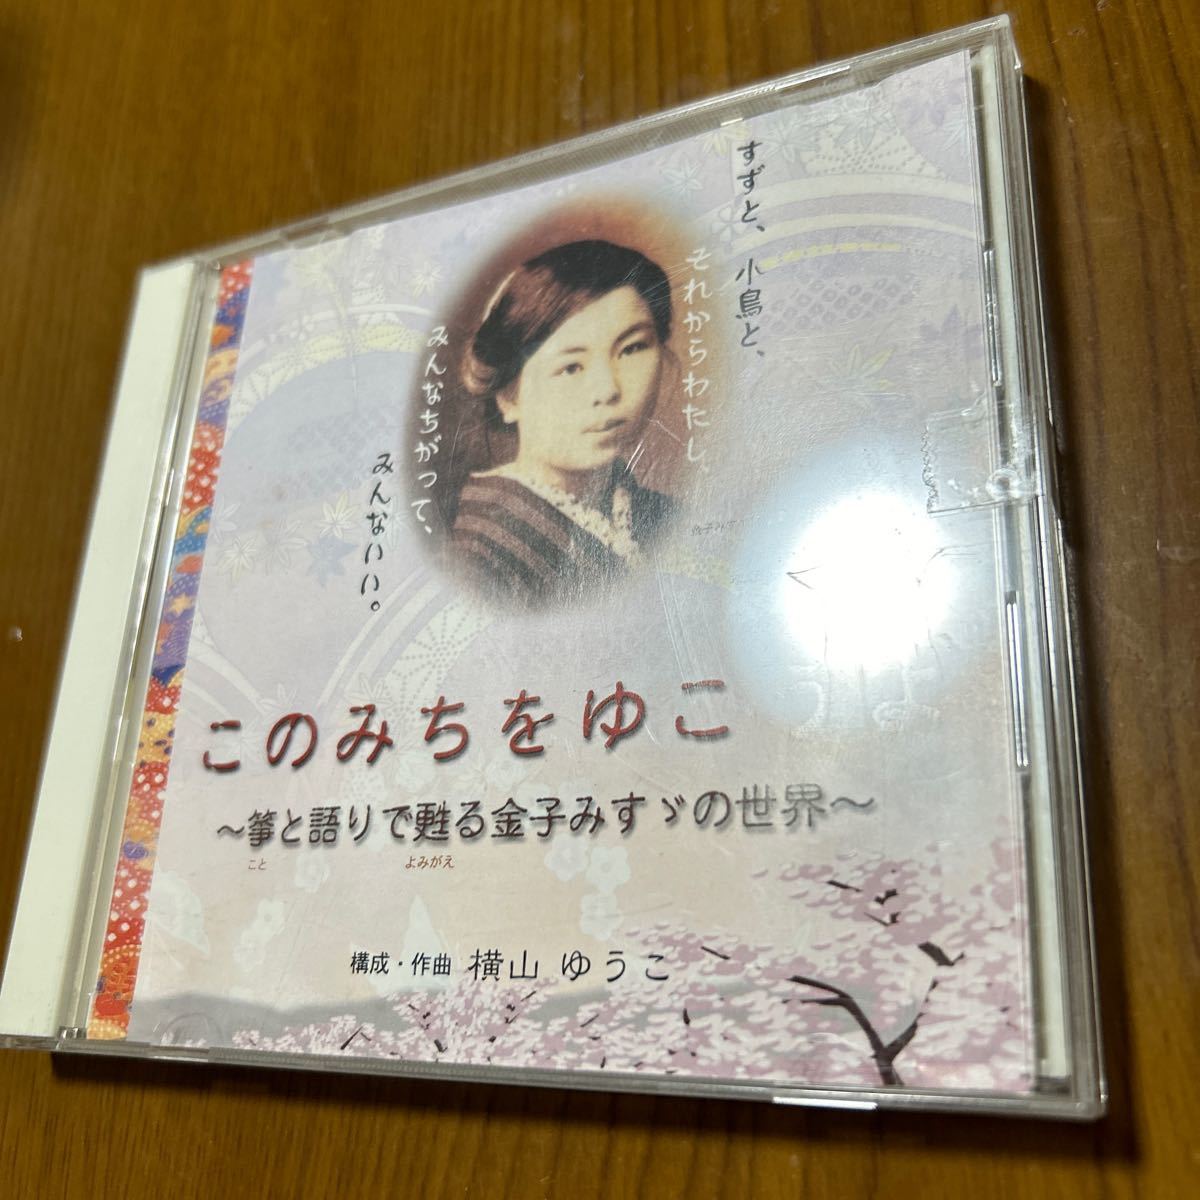 すずと、小鳥と、
それからわたし、
みんなちがって、
みんないい。
このみちをゆこ
～箏と語りで甦る金子みすゞの世界～
こと
よみがえ
構成・作曲 横山 ゆうこ